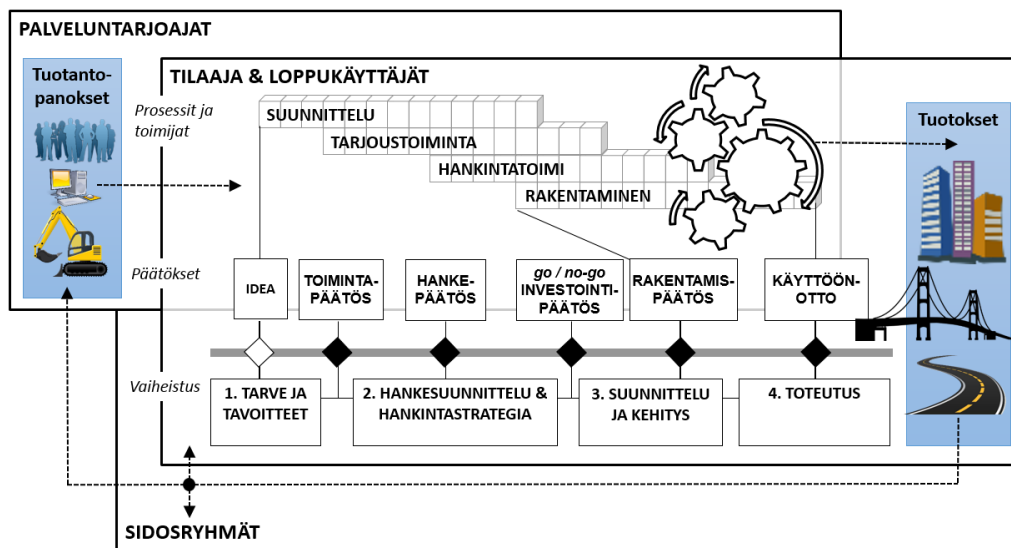 PALVELUNTARJOAJAT
Tuotanto-
panokset
TILAAJA & LOPPUKÄYTTÄJÄT
Prosessit ja
toimijat
SUUNNITTELU
TARJOUSTOIMINTA
HANKINTATOIMI
RAKENTAMINEN
Tuotokset
Päätökset
IDEA
TOIMINTA-
PÄÄTÖS
HANKE-
PÄÄTÖS
go / no-go
INVESTOINTI-
PÄÄTÖS
RAKENTAMIS-
PÄÄTÖS
KÄYTTÖÖN-
OTTO
Vaiheistus
1. TARVE JA
TAVOITTEET
2. HANKESUUNNITTELU &
HANKINTASTRATEGIA
3. SUUNNITTELU
JA KEHITYS
4. TOTEUTUS
SIDOSRYHMÄT